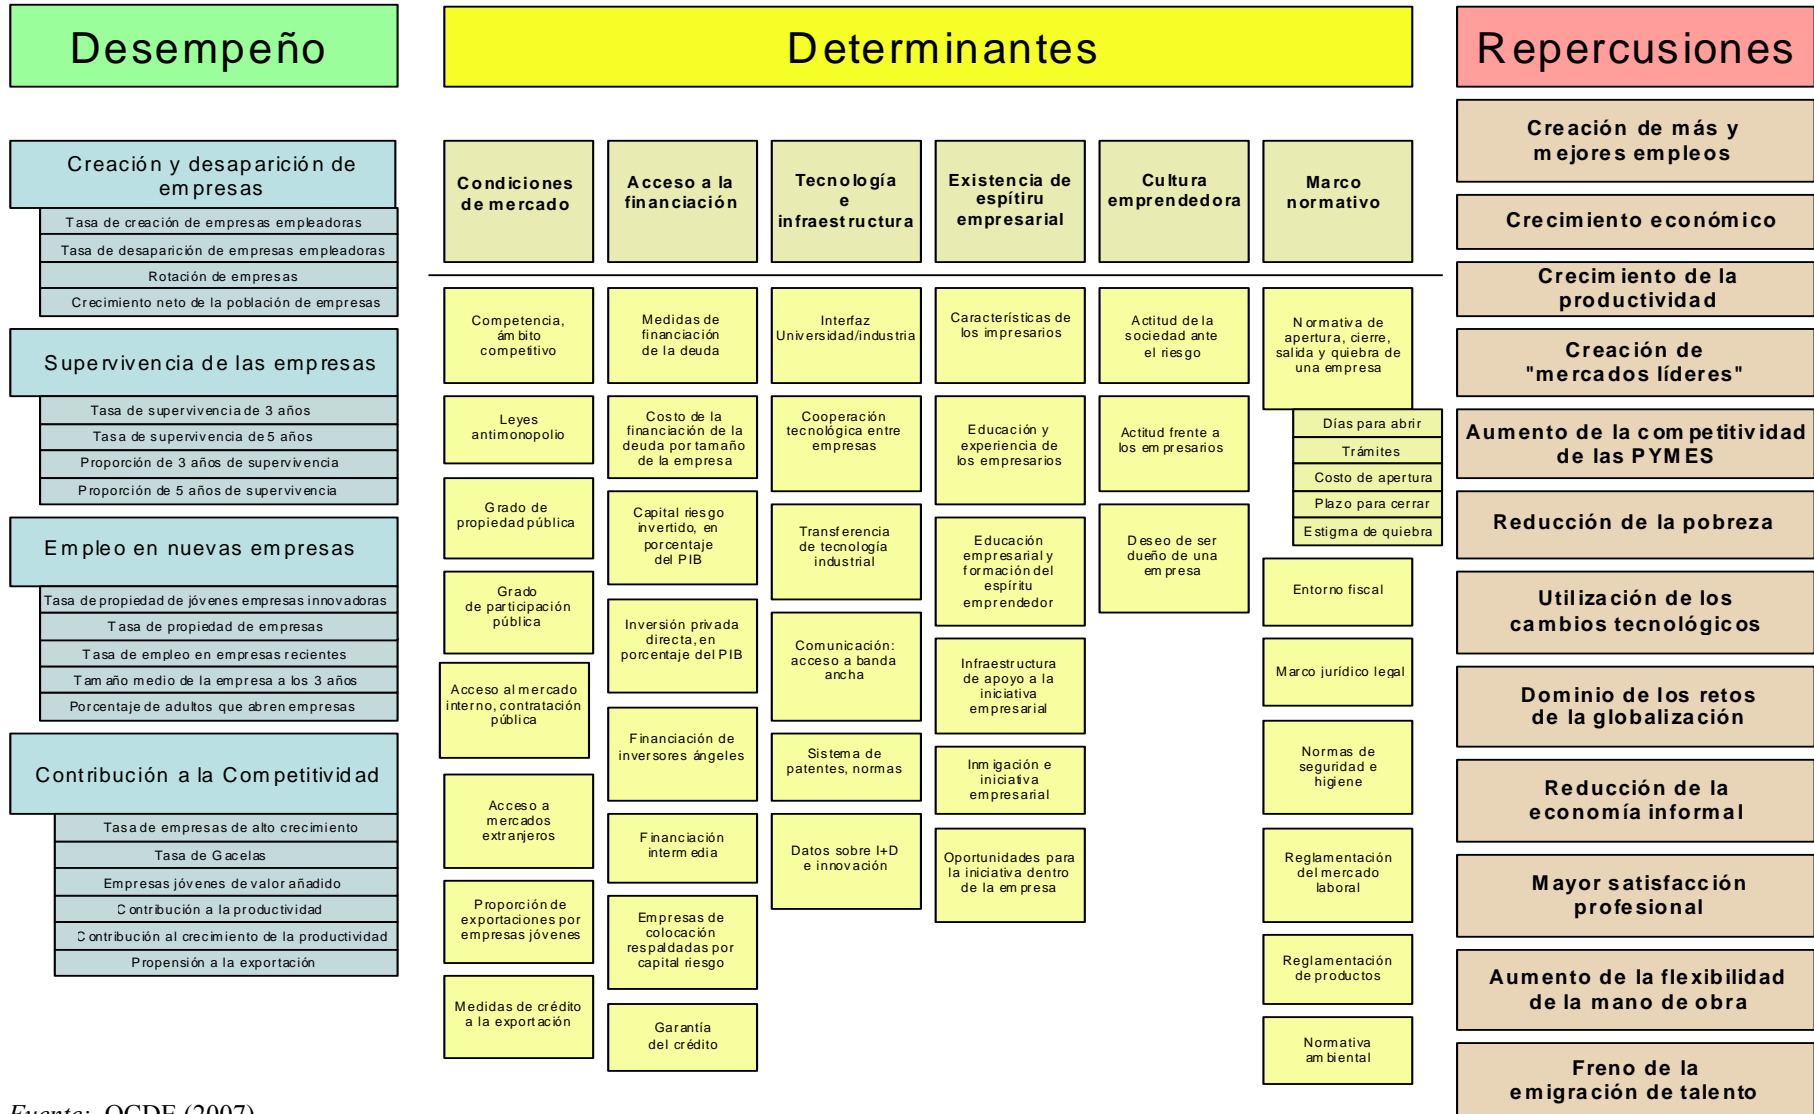 Desempeño
Creación y desaparición de
empresas
Tasa de creación de empresas empleadoras
Tasa de desaparición de empresas empleadoras
Rotación de empresas
Crecimiento neto de la población de empresas
Supervivencia de las empresas
Tasa de supervivencia de 3 años
Tasa de supervivencia de 5 años
Proporción de 3 años de supervivencia
Proporción de 5 años de supervivencia
Empleo en nuevas empresas
Tasa de propiedad de jóvenes empresas innovadoras
Tasa de propiedad de empresas
Tasa de empleo en empresas recientes
Tamaño medio de la empresa a los 3 años
Porcentaje de adultos que abren empresas
Contribución a la Competitividad
Tasa de empresas de alto crecimiento
Tasa de Gacelas
Empresas jóvenes de valor añadido
Contribución a la productividad
Contribución al crecimiento de la productividad
Propensión a la exportación
Determinantes
Condiciones
de mercado
Competencia,
ámbito
competitivo
Leyes
antimonopolio
Grado de
propiedad pública
Grado
de participación
pública
Acceso al mercado
interno, contratación
pública
Acceso a
mercados
extranjeros
Proporción de
exportaciones por
empresas jóvenes
Medidas de crédito
a la exportación
Acceso a la
financiación
Medidas de
financiación
de la deuda
Costo de la
financiación de la
deuda por tamaño
de la empresa
Capital riesgo
invertido, en
porcentaje
del PIB
Inversión privada
directa, en
porcentaje del PIB
Financiación de
inversores ángeles
Financiación
intermedia
Empresas de
colocación
respaldadas por
capital riesgo
Garantía
del crédito
Tecnología
e
infraestructura
Interfaz
Universidad/industria
Cooperación
tecnológica entre
empresas
Transferencia
de tecnología
industrial
Comunicación:
acceso a banda
ancha
Sistema de
patentes, normas
Datos sobre I+D
e innovación
Existencia de
espítiru
empresarial
Características de
los impresarios
Educación y
experiencia de
los empresarios
Educación
empresarial y
formación del
espíritu
emprendedor
Infraestructura
de apoyo a la
iniciativa
empresarial
Inmigación e
iniciativa
empresarial
Oportunidades para
la iniciativa dentro
de la empresa
Cultura
emprendedora
Actitud de la
sociedad ante
el riesgo
Actitud frente a
los empresarios
Deseo de ser
dueño de una
empresa
Marco
normativo
Normativa de
apertura, cierre,
salida y quiebra de
una empresa
Días para abrir
Trámites
Costo de apertura
Plazo para cerrar
Estigma de quiebra
Entorno fiscal
Marco jurídico legal
Normas de
seguridad e
higiene
Reglamentación
del mercado
laboral
Reglamentación
de productos
Normativa
ambiental
Repercusiones
Creación de más y
mejores empleos
Crecimiento económico
Crecimiento de la
productividad
Creación de
"mercados líderes"
Aumento de la competitividad
de las PYMES
Reducción de la pobreza
Utilización de los
cambios tecnológicos
Dominio de los retos
de la globalización
Reducción de la
economía informal
Mayor satisfacción
profesional
Aumento de la flexibilidad
de la mano de obra
Freno de la
emigración de talento
Fuente: OCDE (2007)